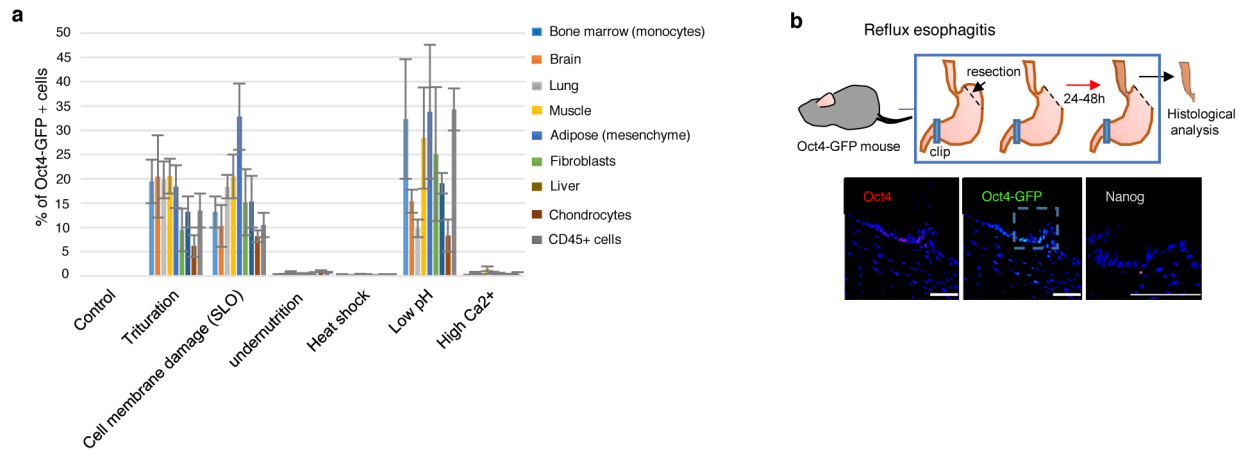 a
% of Oct4-GFP + cells
50
45
40
35
30
25
20
15
10
5
0
Control
Trituration
Cell membrane damage (SLO)
undernutrition
Heat shock
Low pH
High Ca2+
Bone marrow (monocytes)
Brain
Lung
Muscle
Adipose (mesenchyme)
Fibroblasts
Liver
Chondrocytes
CD45+ cells
b
Reflux esophagitis
resection
24-48h
Oct4-GFP mouse
clip
Histological
analysis
Oct4
Oct4-GFP
Nanog